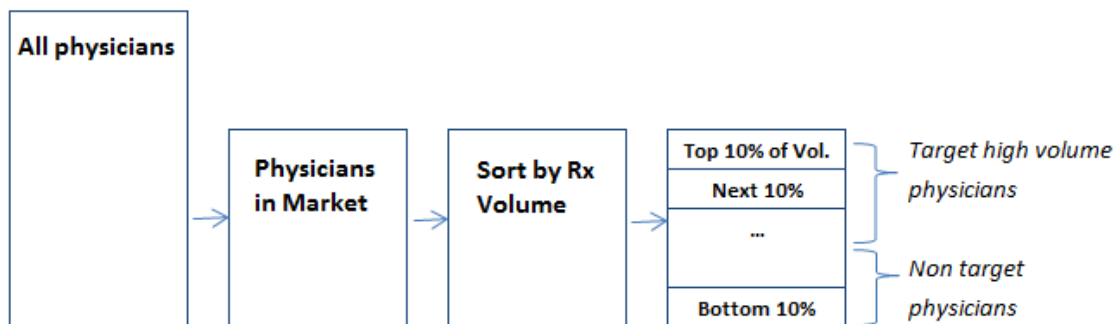 All physicians
Physicians
in Market
Sort by Rx
Volume
Top 10% of Vol.
Next 10%
...
Bottom 10%
Target high volume
physicians
Non target
physicians